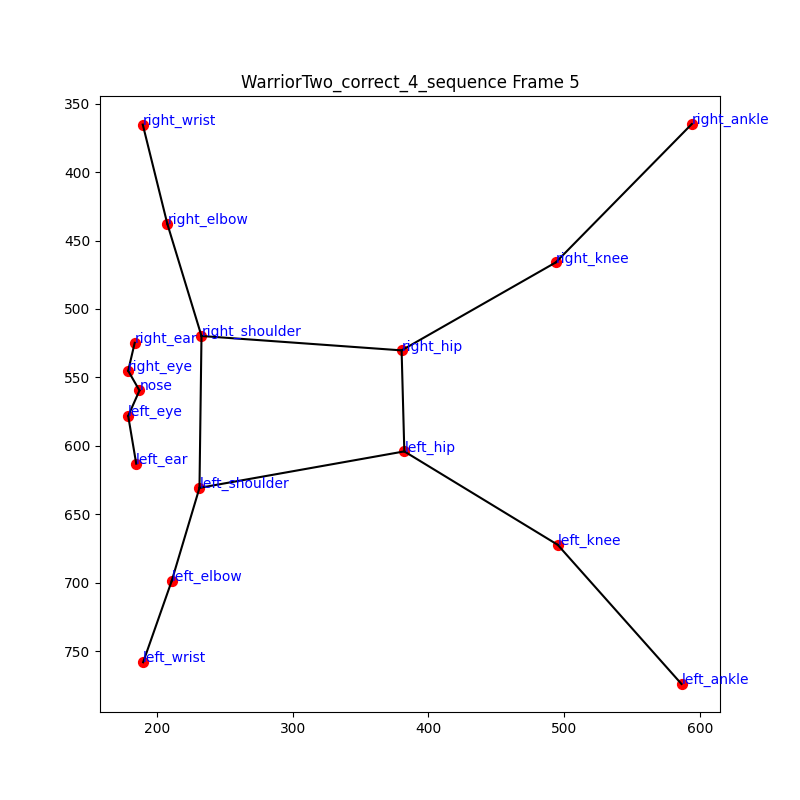 WarriorTwo_correct_4_sequence Frame 5
350
right_wrist
right_ankle
400
right_elbow
450
right_knee
500
right_shoulder
right_ear
right_hip
550
right_eye
nose
left_eye
600
left_hip
left_ear
left_shoulder
650
left_knee
700
left_elbow
750
left_wrist
left_ankle
200 300 400 500 600